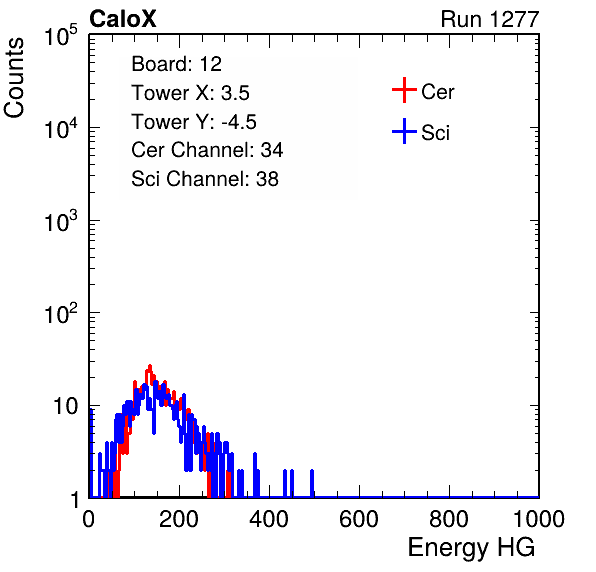 CaloX Run 1277
Counts
10^5
10^4
10^3
10^2
10
1
Board: 12
Tower X: 3.5
Tower Y: -4.5
Cer Channel: 34
Sci Channel: 38
Cer
Sci
0 200 400 600 800 1000
Energy HG